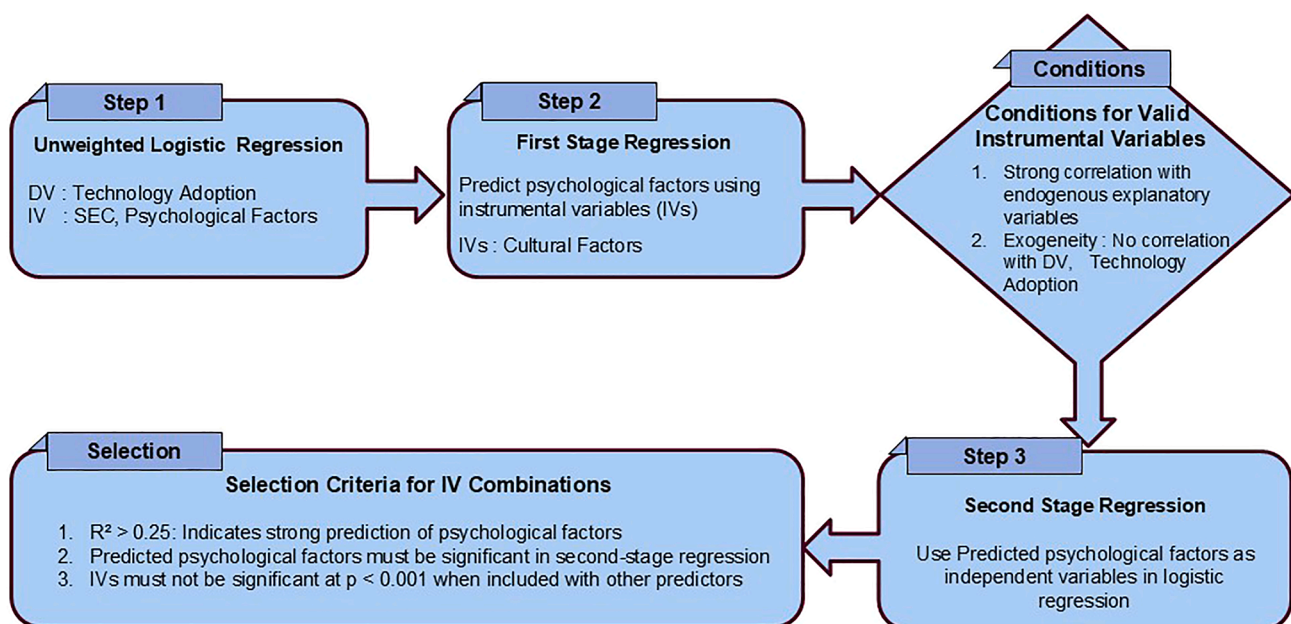 Step 1
Unweighted Logistic Regression
DV : Technology Adoption
IV : SEC, Psychological Factors
Step 2
First Stage Regression
Predict psychological factors using
instrumental variables (IVs)
IVs : Cultural Factors
Conditions
Conditions for Valid
Instrumental Variables
1. Strong correlation with
endogenous explanatory
variables
2. Exogeneity : No correlation
with DV, Technology
Adoption
Step 3
Second Stage Regression
Use Predicted psychological factors as
independent variables in logistic
regression
Selection
Selection Criteria for IV Combinations
1. R² > 0.25: Indicates strong prediction of psychological factors
2. Predicted psychological factors must be significant in second-stage regression
3. IVs must not be significant at p < 0.001 when included with other predictors